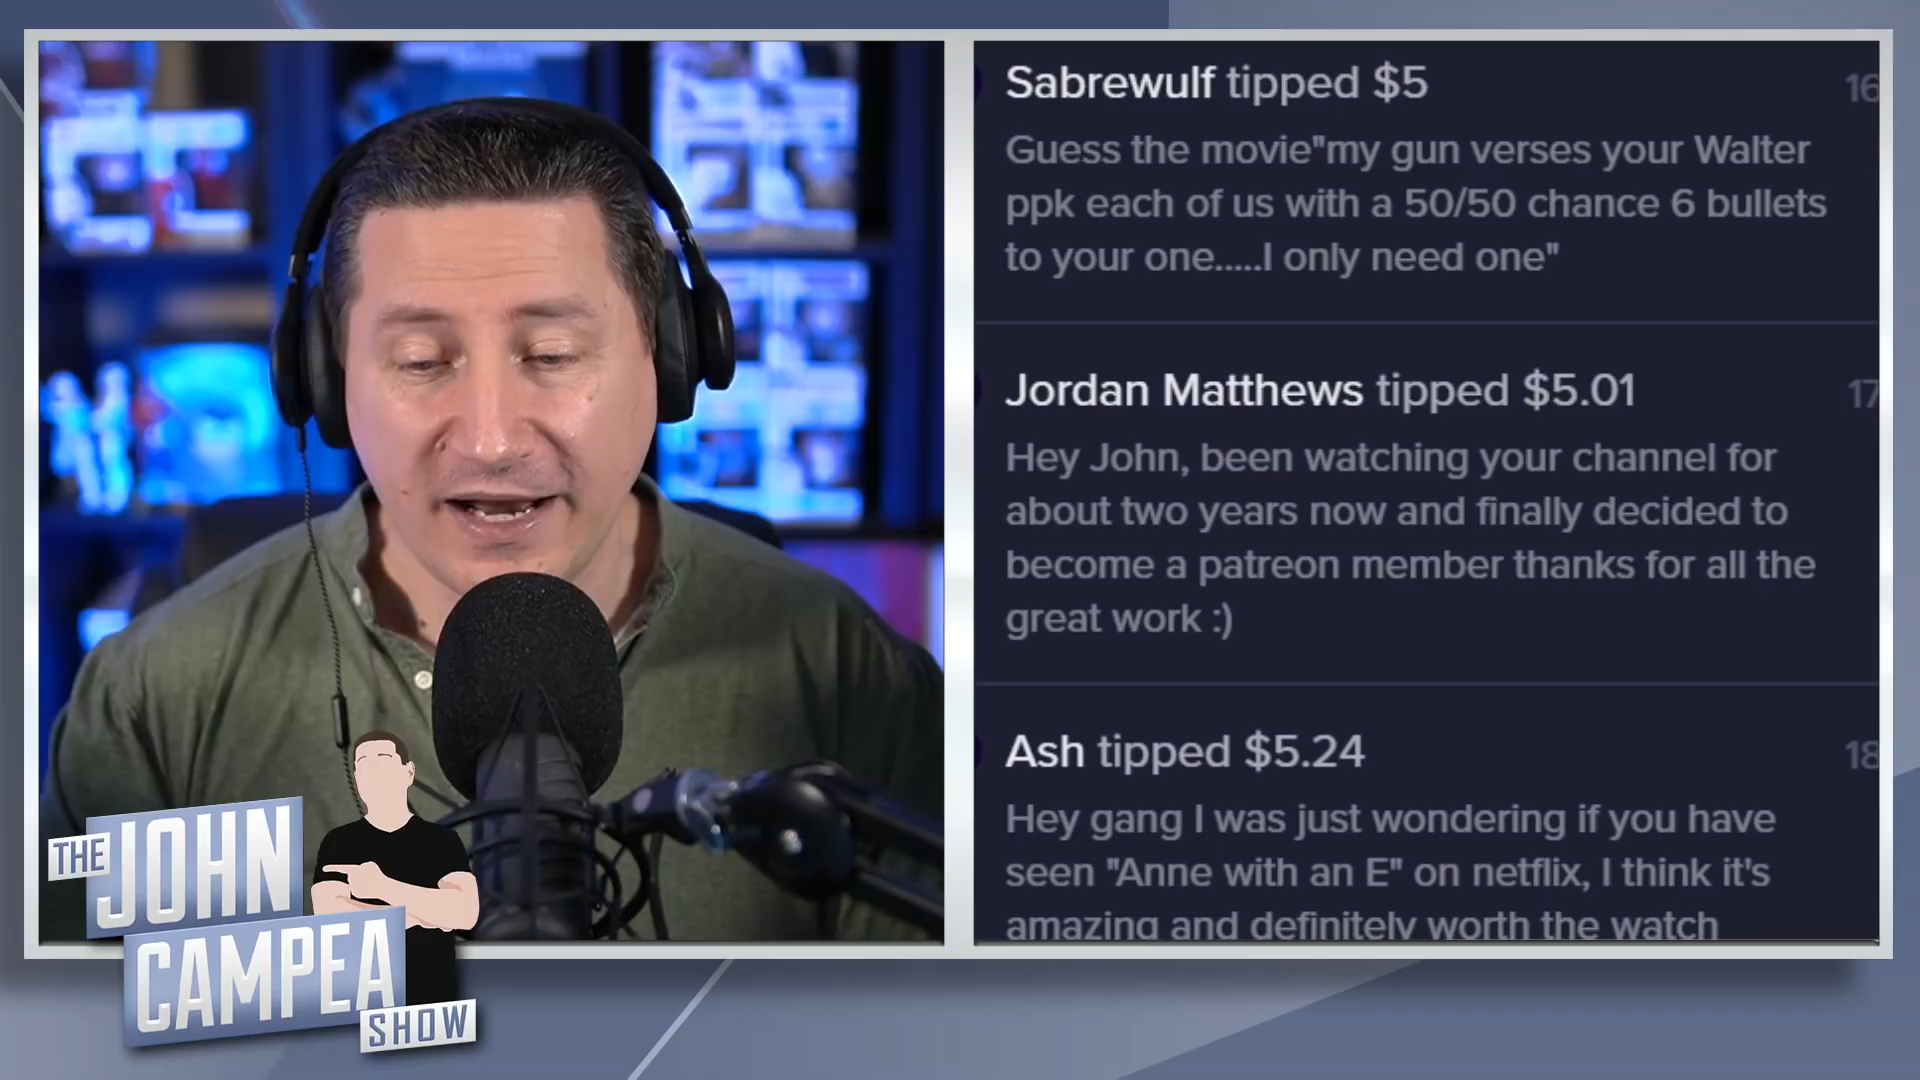 Sabrewulf tipped $5
16
Guess the movie"my gun verses your Walter
ppk each of us with a 50/50 chance 6 bullets
to your one.....I only need one"
Jordan Matthews tipped $5.01
17
Hey John, been watching your channel for
about two years now and finally decided to
become a patreon member thanks for all the
great work :)
Ash tipped $5.24
18
Hey gang I was just wondering if you have
seen "Anne with an E" on netflix, I think it's
amazing and definitely worth the watch
THE
JOHN
CAMPEA
SHOW